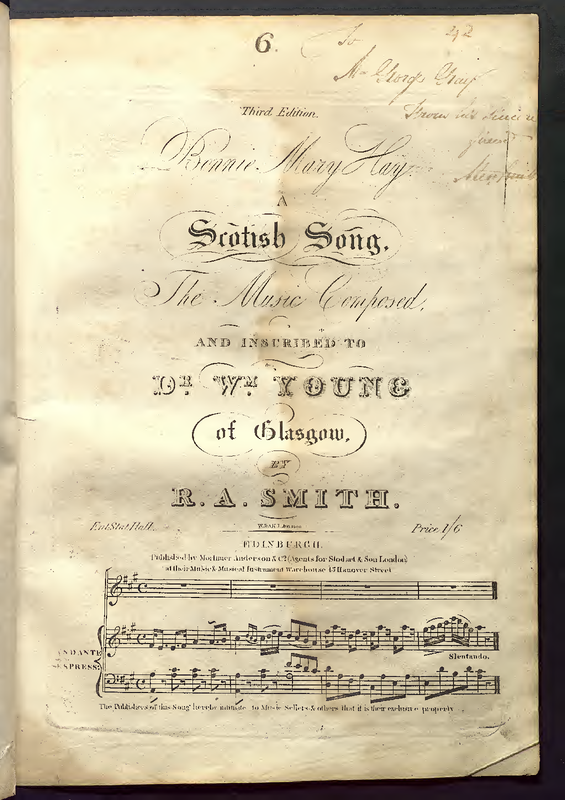 6.
242
To
Mr George Gray
From his sincere
friend
Third Edition.
Bonnie Mary Hay,
A
Scotish Song.
The Music Composed,
AND INSCRIBED TO
DR. WM. YOUNG
of Glasgow,
BY
R. A. SMITH.
Ent. Stat. Hall.
Price 1/6
EDINBURGH.
Published by Mortimer Anderson & Co. (Agents for Stodart & Son London)
at their Music & Musical Instrument Warehouse 45 Hanover Street
ANDANTE
ESPRESS:
Slentando.
The Publishers of this Song hereby intimate to Music Sellers & others that it is their exclusive property